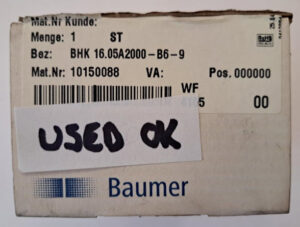 Mat.Nr Kunde:
Menge: 1 ST
Bez: BHK 16.05A2000-B6-9
Mat.Nr: 10150088 VA: Pos. 000000
WF
00
USED OK
Baumer